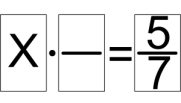 X · — = 5/7